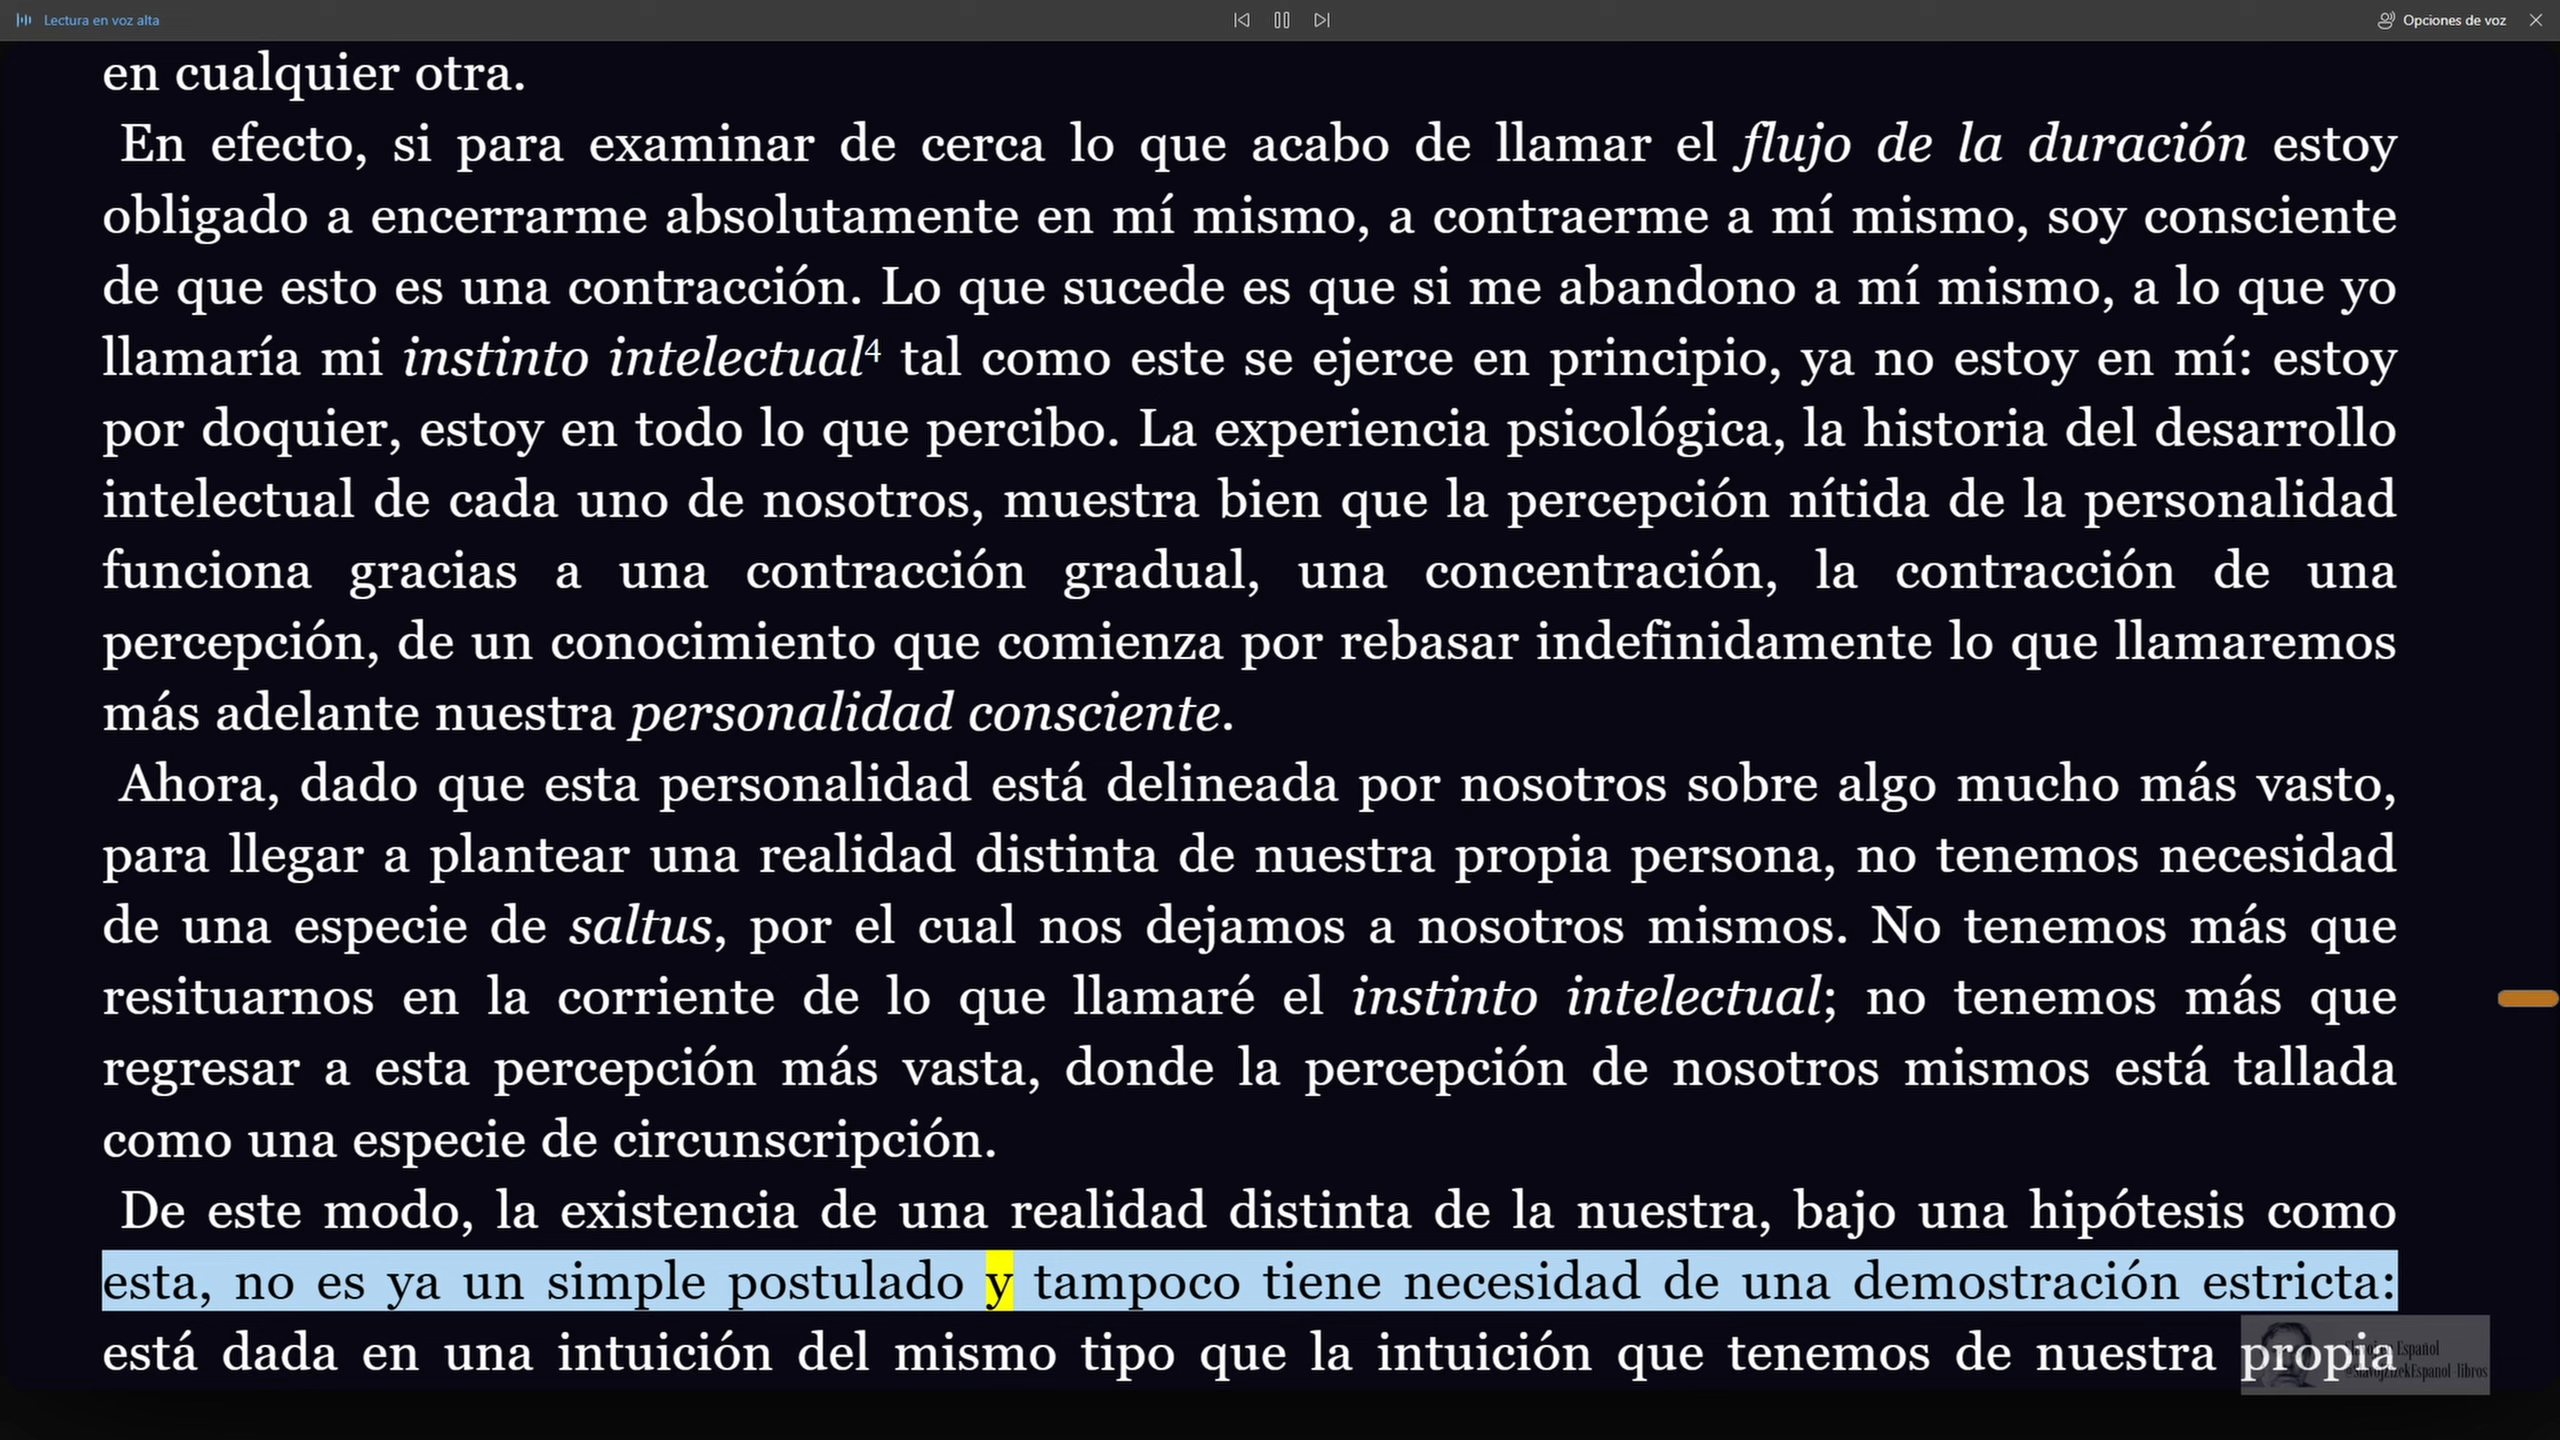 Lectura en voz alta
Opciones de voz
en cualquier otra.
En efecto, si para examinar de cerca lo que acabo de llamar el flujo de la duración estoy
obligado a encerrarme absolutamente en mí mismo, a contraerme a mí mismo, soy consciente
de que esto es una contracción. Lo que sucede es que si me abandono a mí mismo, a lo que yo
llamaría mi instinto intelectual4 tal como este se ejerce en principio, ya no estoy en mí: estoy
por doquier, estoy en todo lo que percibo. La experiencia psicológica, la historia del desarrollo
intelectual de cada uno de nosotros, muestra bien que la percepción nítida de la personalidad
funciona gracias a una contracción gradual, una concentración, la contracción de una
percepción, de un conocimiento que comienza por rebasar indefinidamente lo que llamaremos
más adelante nuestra personalidad consciente.
Ahora, dado que esta personalidad está delineada por nosotros sobre algo mucho más vasto,
para llegar a plantear una realidad distinta de nuestra propia persona, no tenemos necesidad
de una especie de saltus, por el cual nos dejamos a nosotros mismos. No tenemos más que
resituarnos en la corriente de lo que llamaré el instinto intelectual; no tenemos más que
regresar a esta percepción más vasta, donde la percepción de nosotros mismos está tallada
como una especie de circunscripción.
De este modo, la existencia de una realidad distinta de la nuestra, bajo una hipótesis como
esta, no es ya un simple postulado y tampoco tiene necesidad de una demostración estricta:
está dada en una intuición del mismo tipo que la intuición que tenemos de nuestra propia
Español